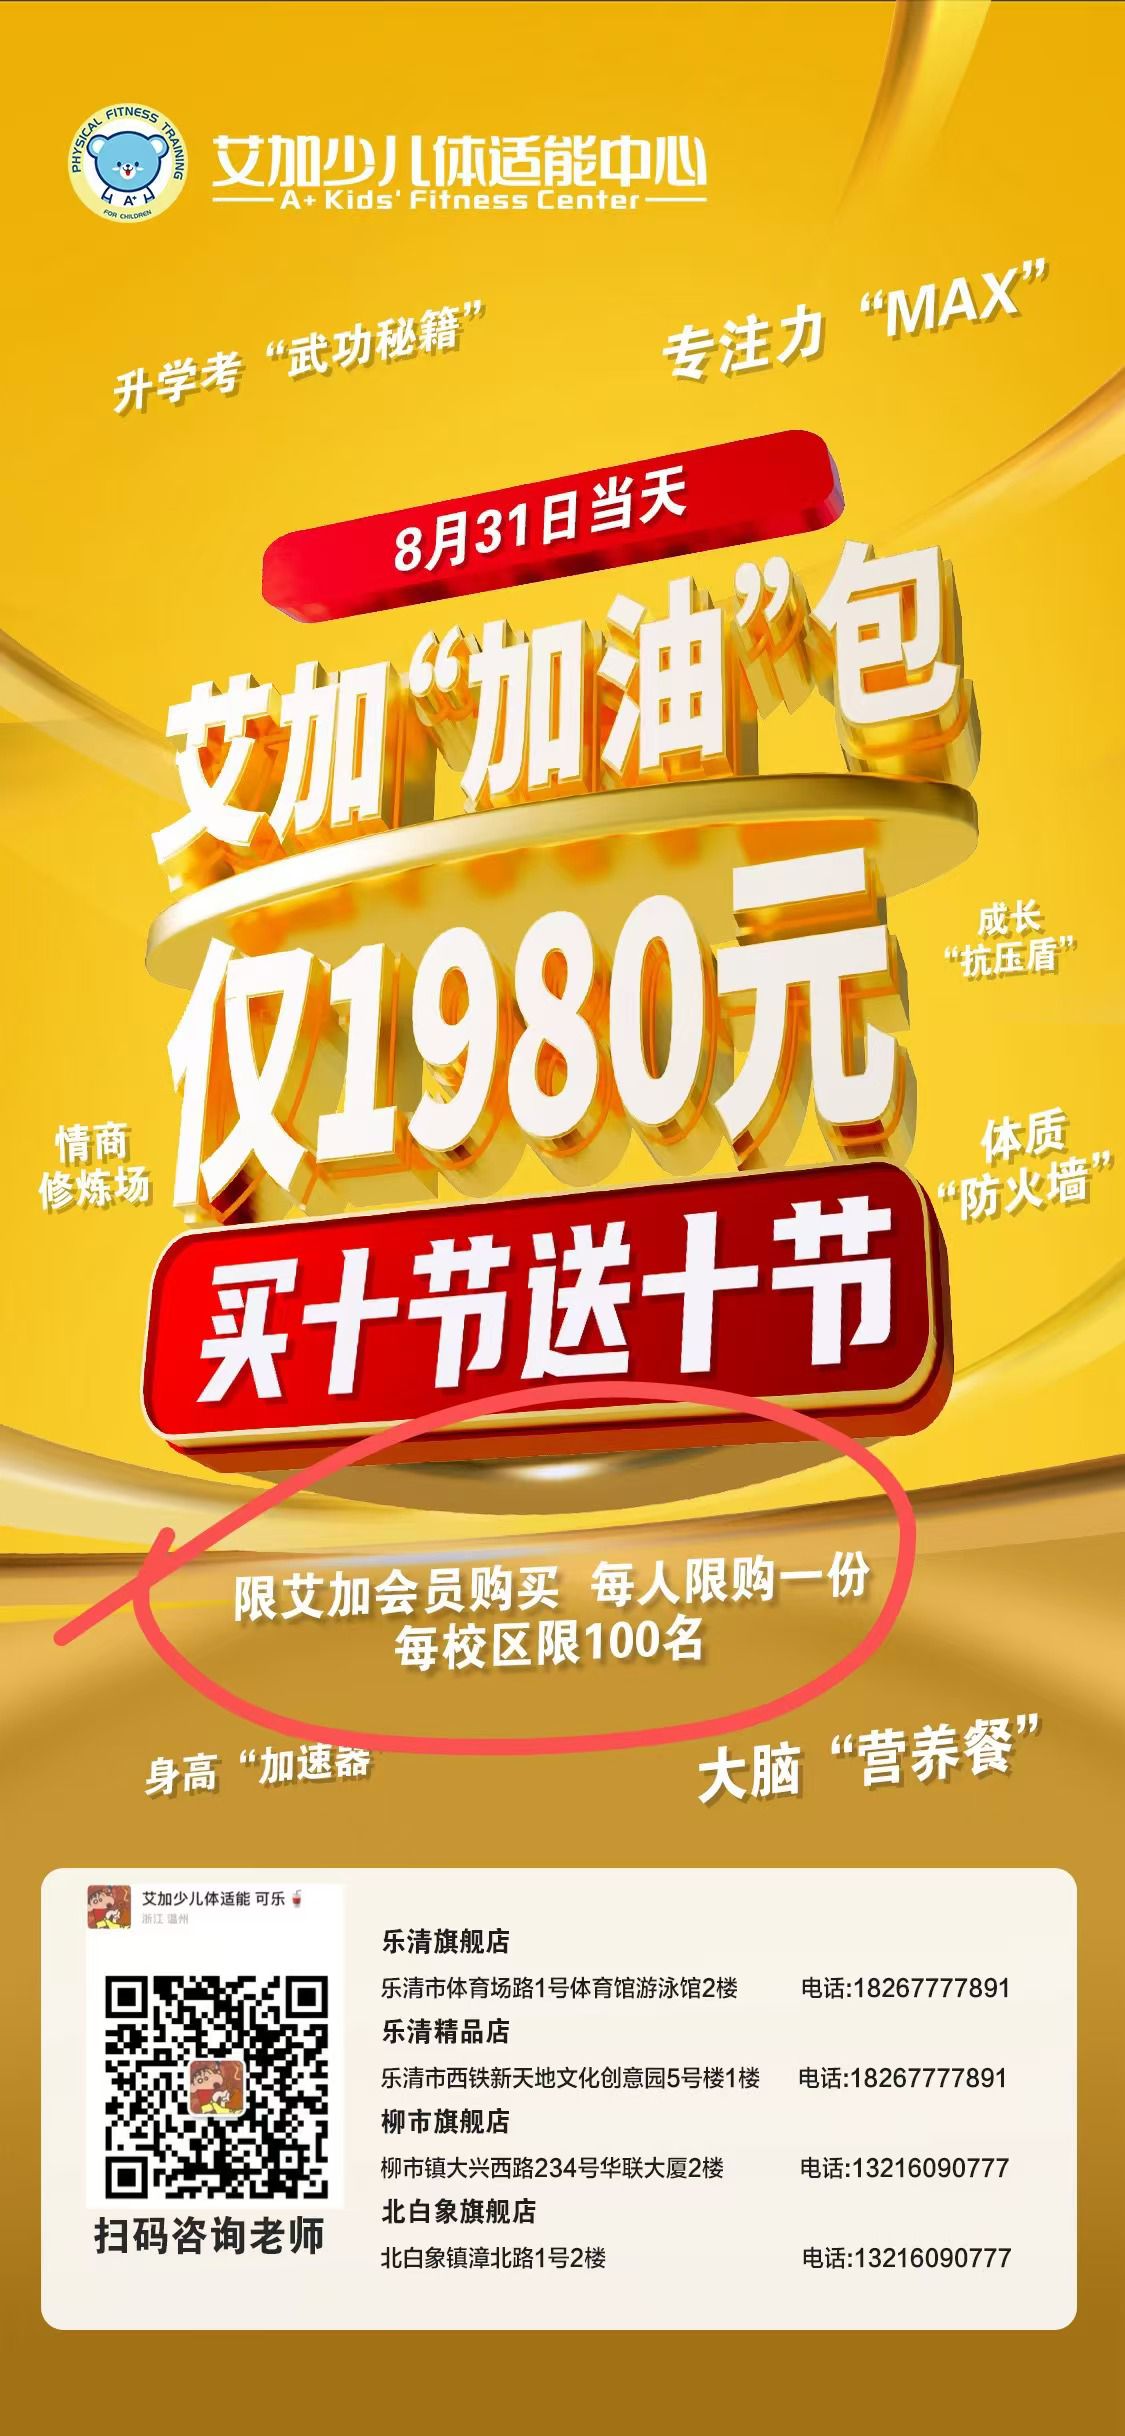 PHYSICAL FITNESS TRAINING
A+
FOR CHILDREN
艾加少儿体适能中心
A+ Kids' Fitness Center
升学考“武功秘籍”
专注力“MAX”
8月31日当天
艾加“加油”包
仅1980元
成长
“抗压盾”
情商
修炼场
体质
“防火墙”
买十节送十节
限艾加会员购买 每人限购一份
每校区限100名
身高“加速器”
大脑“营养餐”
艾加少儿体适能 可乐🥤
浙江 温州
扫码咨询老师
乐清旗舰店
乐清市体育场路1号体育馆游泳馆2楼 电话:18267777891
乐清精品店
乐清市西铁新天地文化创意园5号楼1楼 电话:18267777891
柳市旗舰店
柳市镇大兴西路234号华联大厦2楼 电话:13216090777
北白象旗舰店
北白象镇漳北路1号2楼 电话:13216090777